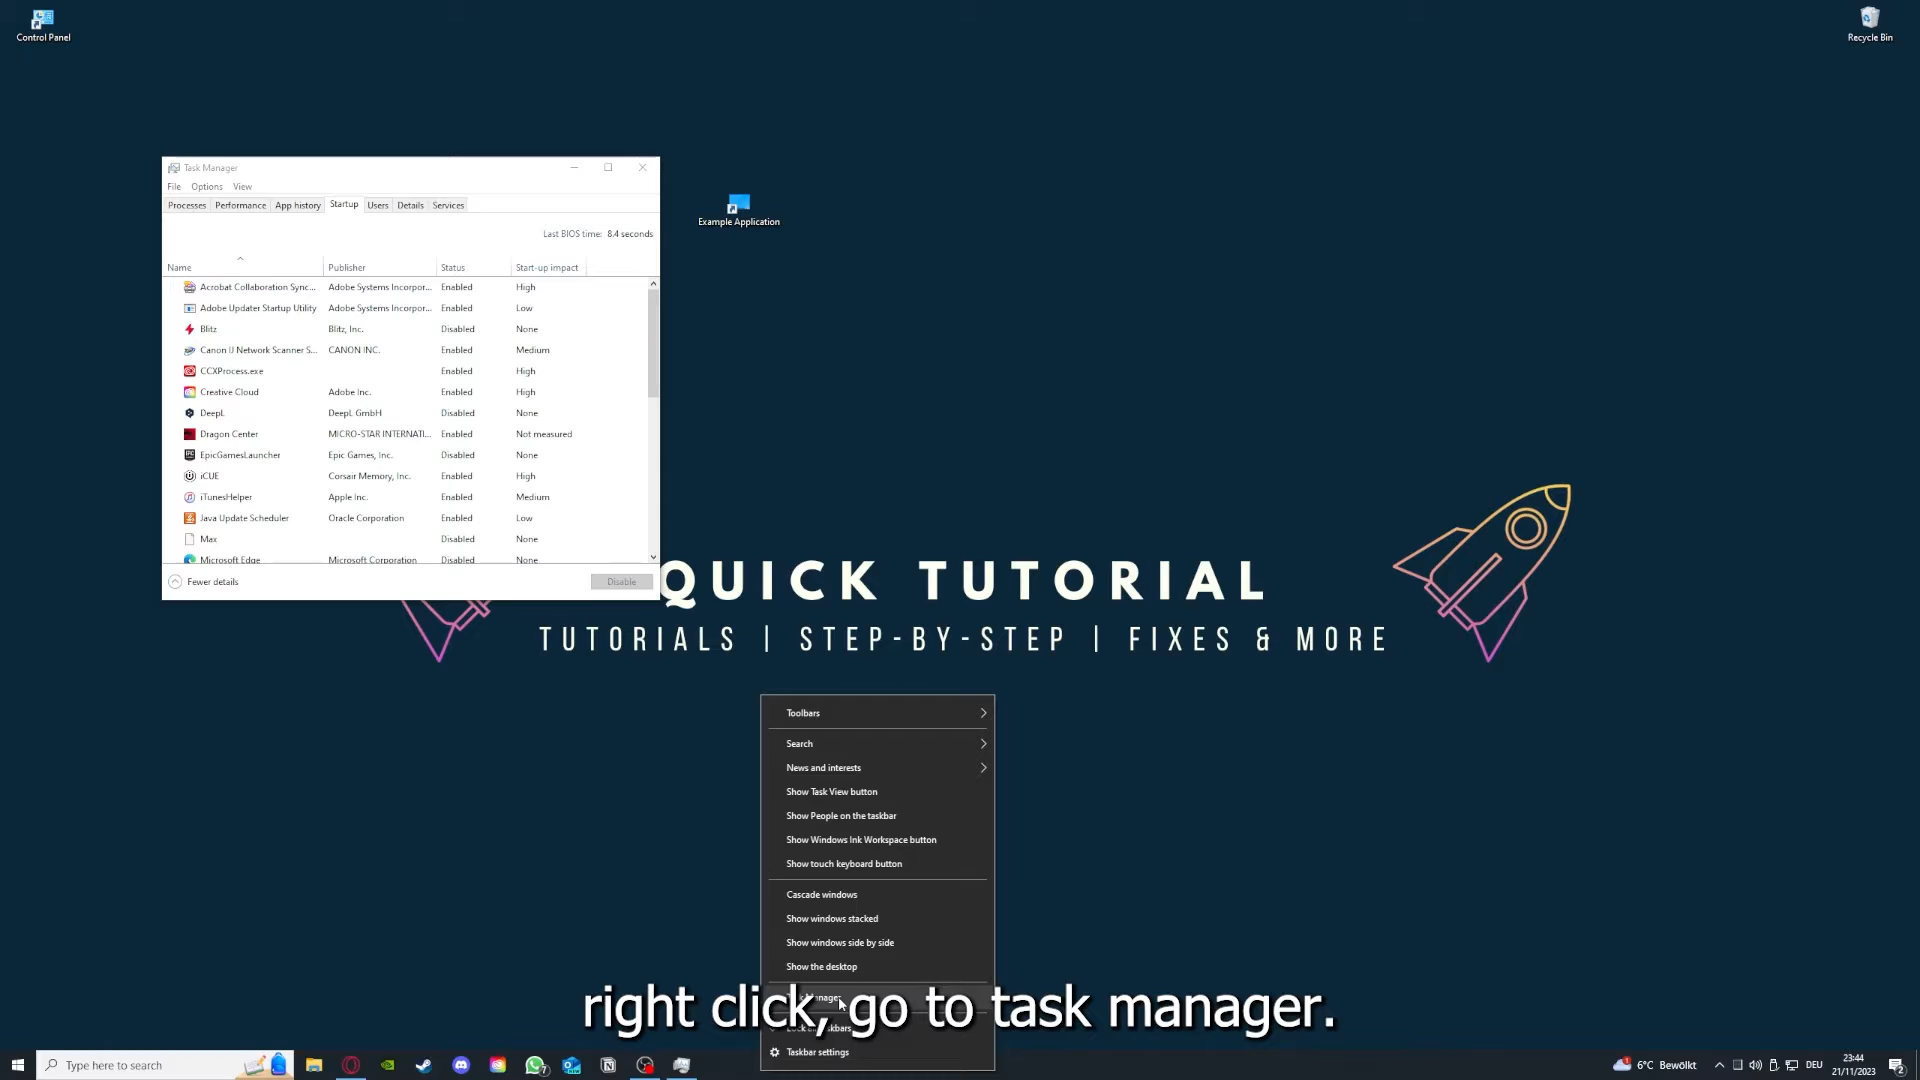 Control Panel
Recycle Bin
Task Manager
File Options View
Processes Performance App history Startup Users Details Services
Last BIOS time: 8.4 seconds
Name Publisher Status Start-up impact
Acrobat Collaboration Sync... Adobe Systems Incorpor... Enabled High
Adobe Updater Startup Utility Adobe Systems Incorpor... Enabled Low
Blitz Blitz, Inc. Disabled None
Canon IJ Network Scanner S... CANON INC. Enabled Medium
CCXProcess.exe Enabled High
Creative Cloud Adobe Inc. Enabled High
DeepL DeepL GmbH Disabled None
Dragon Center MICRO-STAR INTERNATI... Enabled Not measured
EpicGamesLauncher Epic Games, Inc. Disabled None
iCUE Corsair Memory, Inc. Enabled High
iTunesHelper Apple Inc. Enabled Medium
Java Update Scheduler Oracle Corporation Enabled Low
Max Disabled None
Microsoft Edge Microsoft Corporation Disabled None
Fewer details Disable
Example Application
QUICK TUTORIAL
TUTORIALS | STEP-BY-STEP | FIXES & MORE
Toolbars
Search
News and interests
Show Task View button
Show People on the taskbar
Show Windows Ink Workspace button
Show touch keyboard button
Cascade windows
Show windows stacked
Show windows side by side
Show the desktop
Manager
right click, go to task manager.
Taskbar settings
Type here to search
7
1
6°C Bewölkt
DEU
23:44
21/11/2023
2